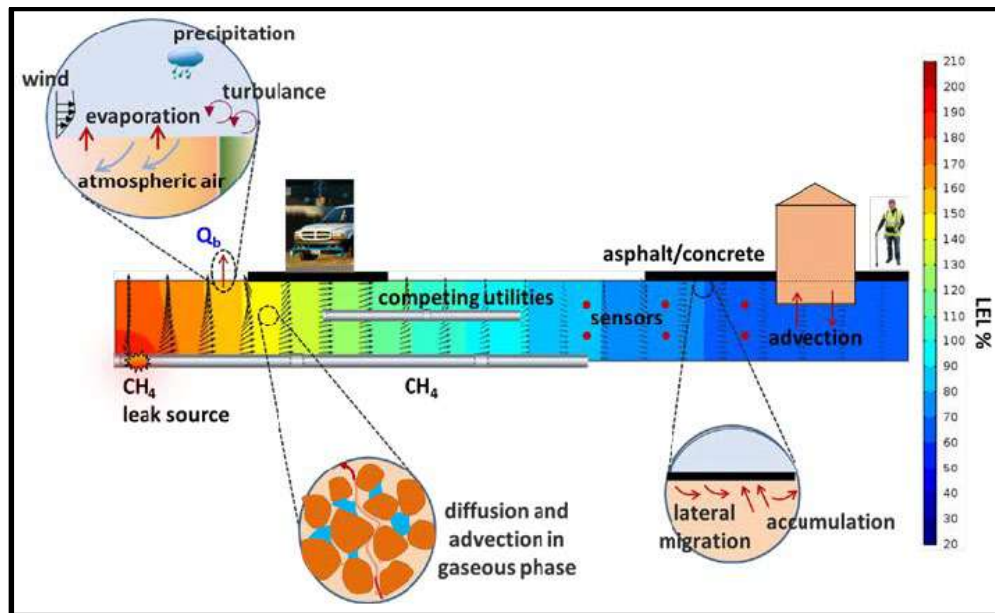 precipitation
wind
turbulance
evaporation
atmospheric air
Qb
asphalt/concrete
competing utilities
sensors
advection
CH4
leak source
CH4
diffusion and
advection in
gaseous phase
lateral
migration
accumulation
210
200
190
180
170
160
150
140
130
120
110
100
90
80
70
60
50
40
30
20
LEL %